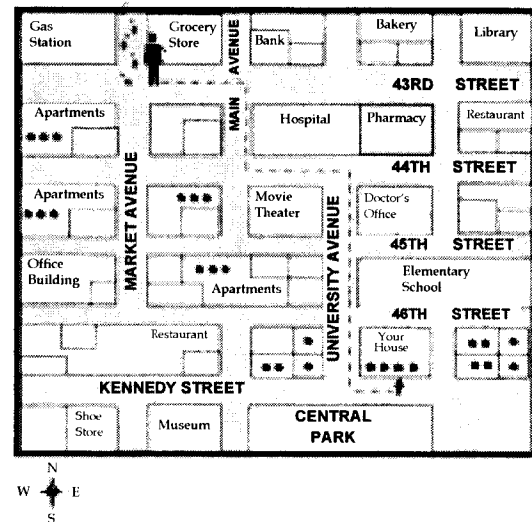 Gas
Station
Grocery
Store
MAIN AVENUE
Bank
Bakery
Library
43RD STREET
Apartments
Hospital
Pharmacy
Restaurant
44TH STREET
MARKET AVENUE
Apartments
Movie
Theater
UNIVERSITY AVENUE
Doctor's
Office
45TH STREET
Office
Building
Apartments
Elementary
School
46TH STREET
Restaurant
Your
House
KENNEDY STREET
Shoe
Store
Museum
CENTRAL
PARK
N
W E
S